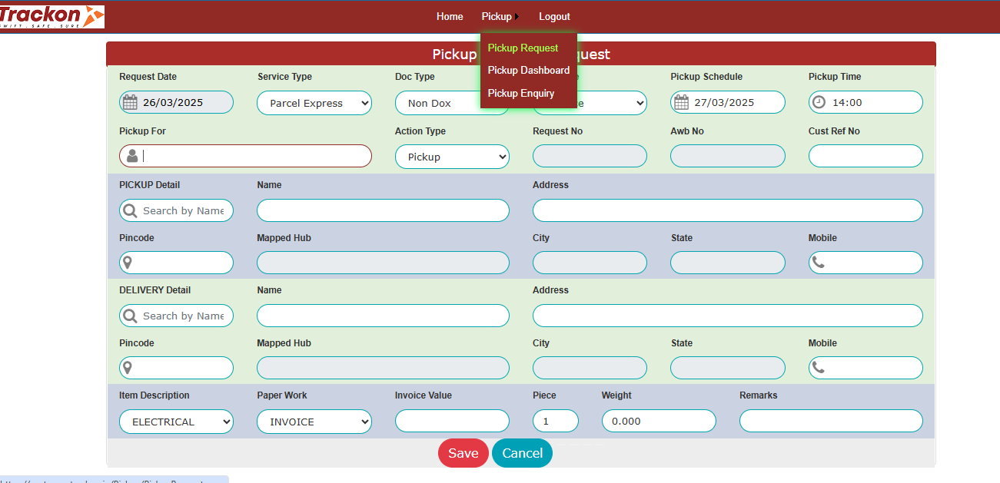 Trackon
SWIFT . SAFE . SURE
Home Pickup Logout
Pickup Request
Pickup Dashboard
Pickup Enquiry
Pickup quest
Request Date Service Type Doc Type e Pickup Schedule Pickup Time
26/03/2025 Parcel Express Non Dox e 27/03/2025 14:00
Pickup For Action Type Request No Awb No Cust Ref No
Pickup
PICKUP Detail Name Address
Search by Name
Pincode Mapped Hub City State Mobile
DELIVERY Detail Name Address
Search by Name
Pincode Mapped Hub City State Mobile
Item Description Paper Work Invoice Value Piece Weight Remarks
ELECTRICAL INVOICE 1 0.000
Save Cancel